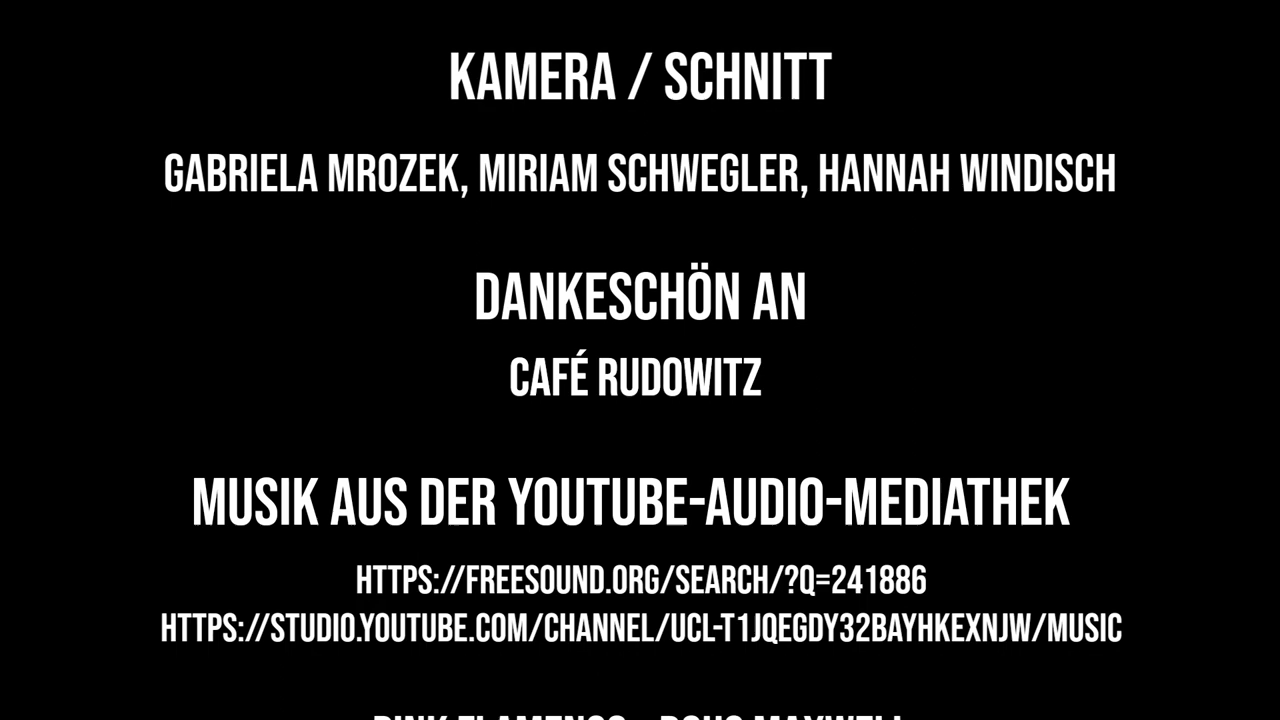 KAMERA / SCHNITT
GABRIELA MROZEK, MIRIAM SCHWEGLER, HANNAH WINDISCH
DANKESCHÖN AN
CAFÉ RUDOWITZ
MUSIK AUS DER YOUTUBE-AUDIO-MEDIATHEK
HTTPS://FREESOUND.ORG/SEARCH/?Q=241886
HTTPS://STUDIO.YOUTUBE.COM/CHANNEL/UCL-T1JQEGDY32BAYHKEXNJW/MUSIC